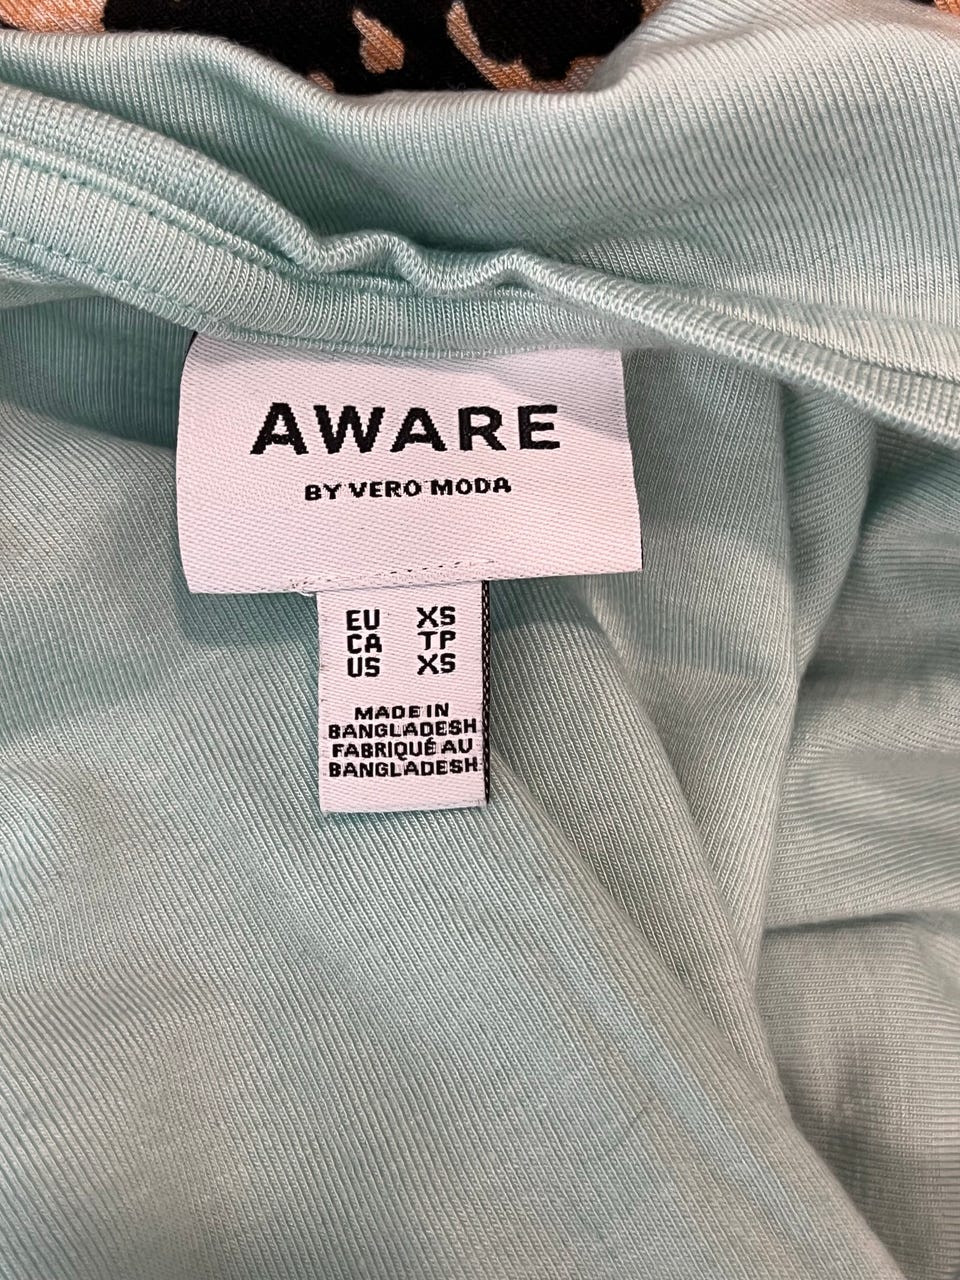 AWARE
BY VERO MODA
EU XS
CA TP
US XS
MADE IN
BANGLADESH
FABRIQUÉ AU
BANGLADESH